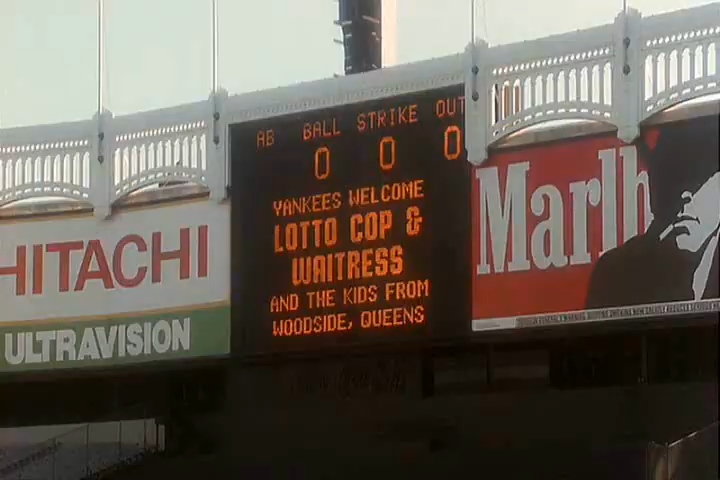 AB BALL STRIKE OUT
0 0 0
YANKEES WELCOME
LOTTO COP &
WAITRESS
AND THE KIDS FROM
WOODSIDE, QUEENS
HITACHI
ULTRAVISION
Marlb